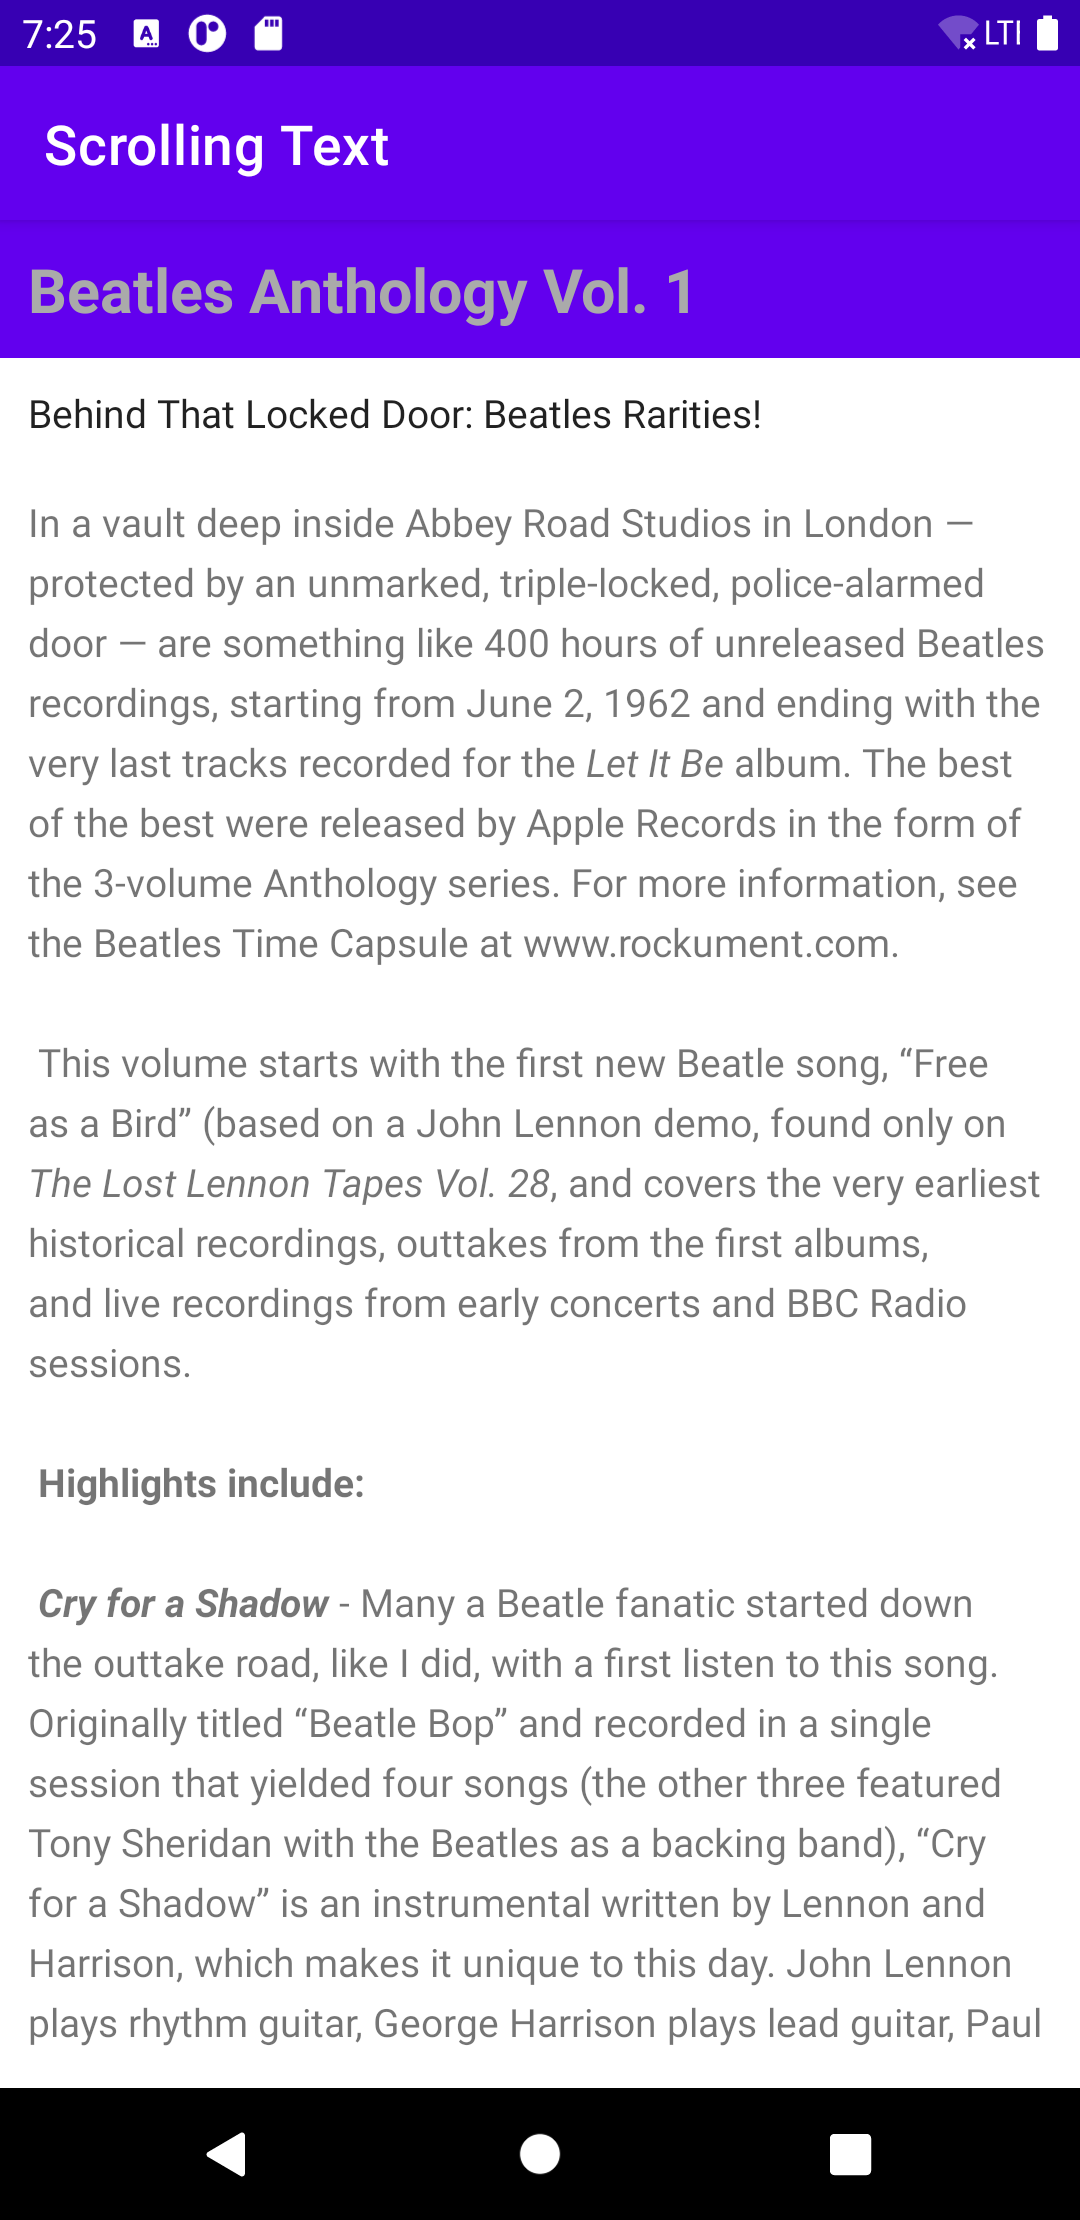 7:25
LTI
Scrolling Text
Beatles Anthology Vol. 1
Behind That Locked Door: Beatles Rarities!
In a vault deep inside Abbey Road Studios in London —
protected by an unmarked, triple-locked, police-alarmed
door — are something like 400 hours of unreleased Beatles
recordings, starting from June 2, 1962 and ending with the
very last tracks recorded for the Let It Be album. The best
of the best were released by Apple Records in the form of
the 3-volume Anthology series. For more information, see
the Beatles Time Capsule at www.rockument.com.
This volume starts with the first new Beatle song, “Free
as a Bird” (based on a John Lennon demo, found only on
The Lost Lennon Tapes Vol. 28, and covers the very earliest
historical recordings, outtakes from the first albums,
and live recordings from early concerts and BBC Radio
sessions.
Highlights include:
Cry for a Shadow - Many a Beatle fanatic started down
the outtake road, like I did, with a first listen to this song.
Originally titled “Beatle Bop” and recorded in a single
session that yielded four songs (the other three featured
Tony Sheridan with the Beatles as a backing band), “Cry
for a Shadow” is an instrumental written by Lennon and
Harrison, which makes it unique to this day. John Lennon
plays rhythm guitar, George Harrison plays lead guitar, Paul